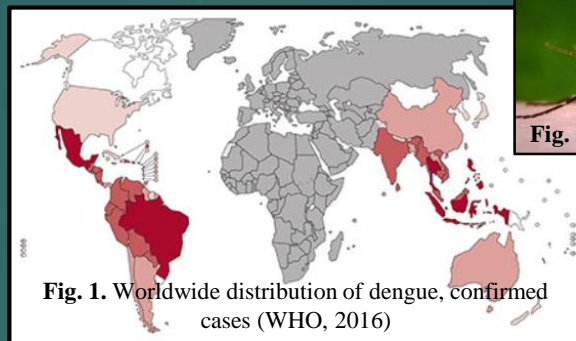 Fig.
Fig. 1. Worldwide distribution of dengue, confirmed
cases (WHO, 2016)